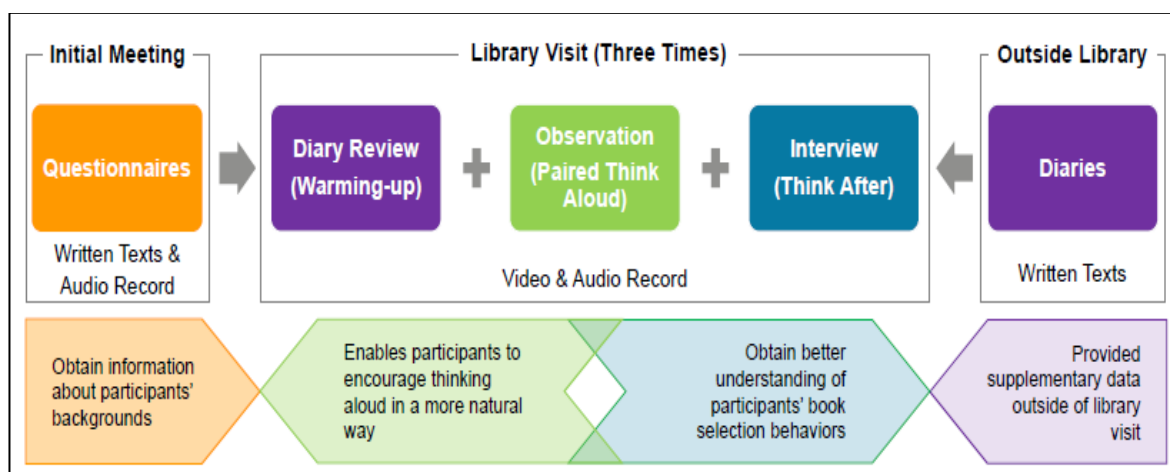 Initial Meeting
Questionnaires
Written Texts &
Audio Record
Library Visit (Three Times)
Diary Review
(Warming-up)
Observation
(Paired Think
Aloud)
Interview
(Think After)
Video & Audio Record
Outside Library
Diaries
Written Texts
Obtain information
about participants'
backgrounds
Enables participants to
encourage thinking
aloud in a more natural
way
Obtain better
understanding of
participants' book
selection behaviors
Provided
supplementary data
outside of library
visit